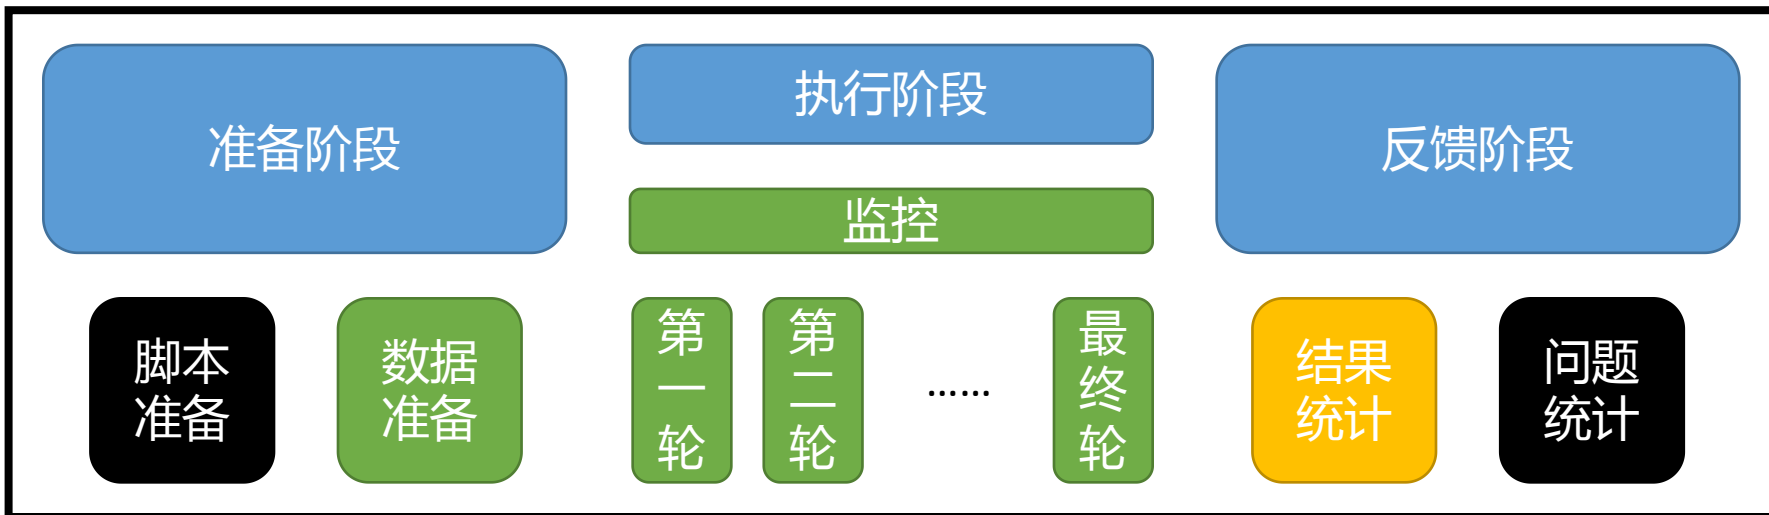 准备阶段
执行阶段
反馈阶段
监控
脚本
准备
数据
准备
第一轮
第二轮
……
最终轮
结果
统计
问题
统计